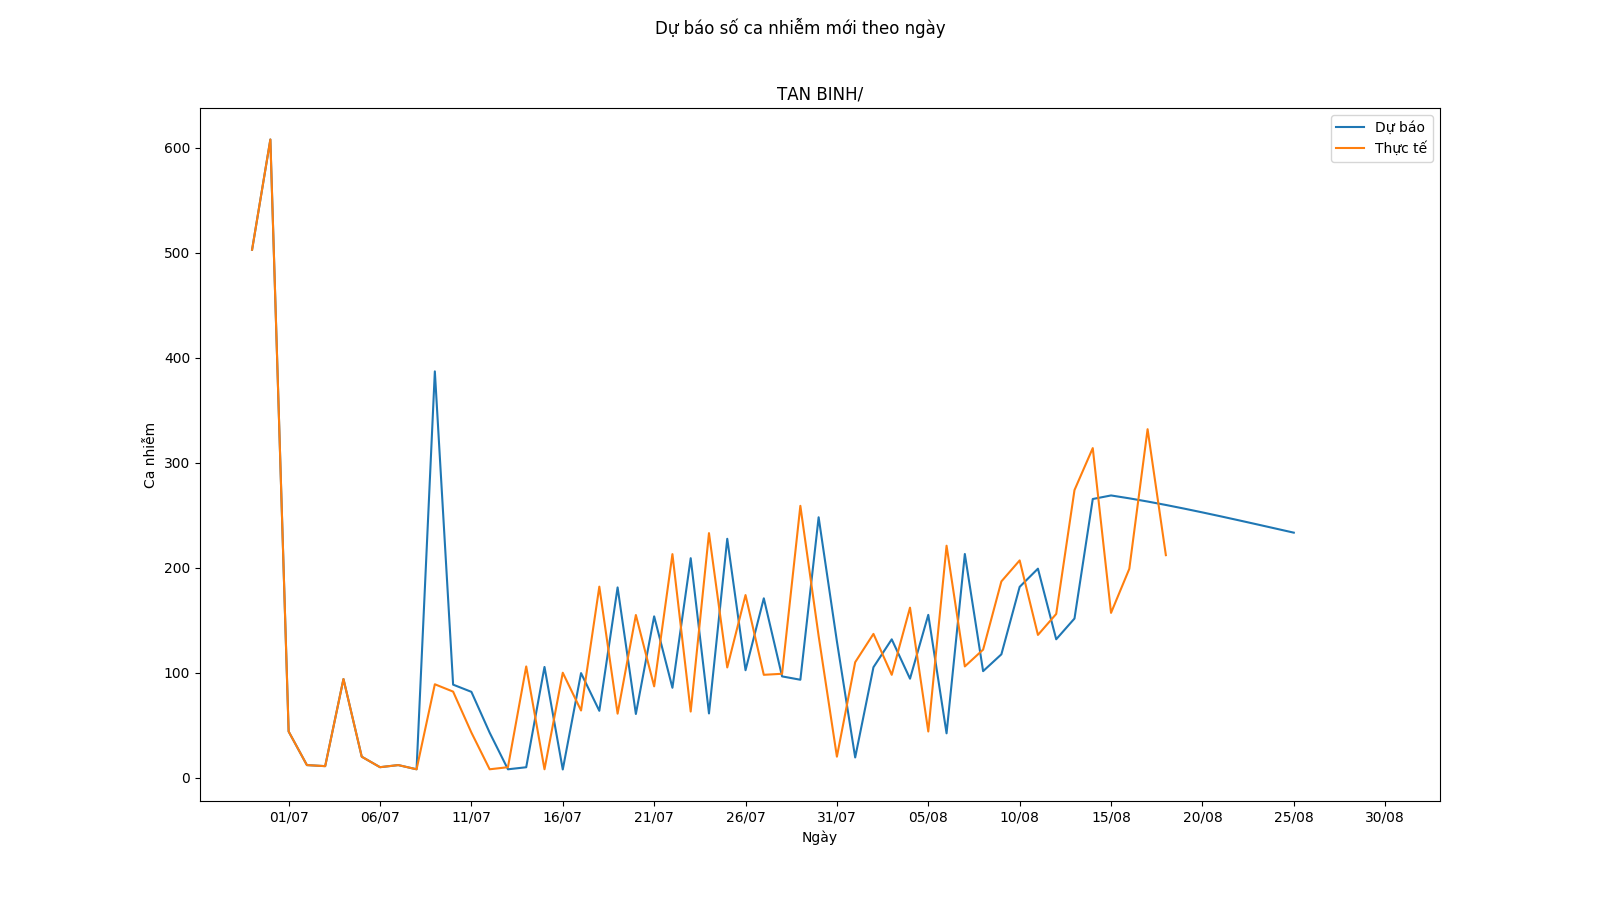 Dự báo số ca nhiễm mới theo ngày
TAN BINH/
Dự báo
Thực tế
600
500
400
300
200
100
0
Ca nhiễm
01/07 06/07 11/07 16/07 21/07 26/07 31/07 05/08 10/08 15/08 20/08 25/08 30/08
Ngày